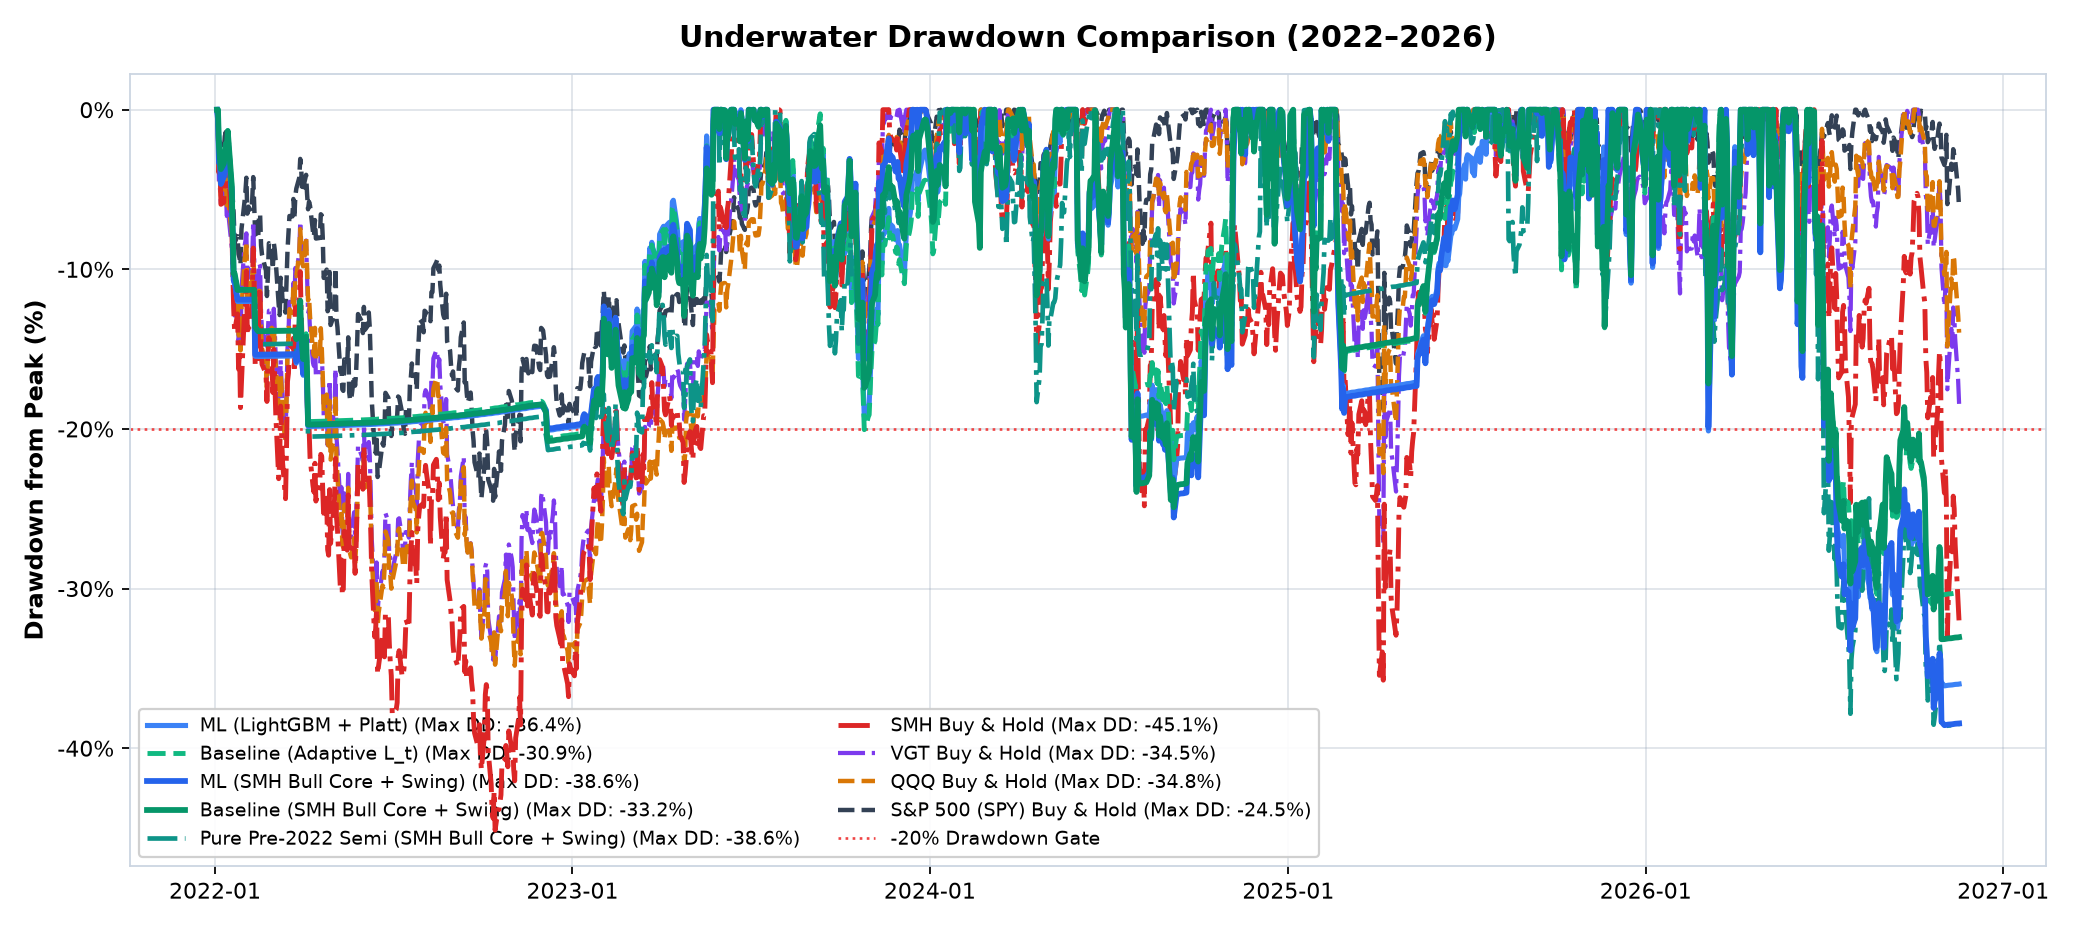 Underwater Drawdown Comparison (2022–2026)
Drawdown from Peak (%)
0%
-10%
-20%
-30%
-40%
ML (LightGBM + Platt) (Max DD: -36.4%)
Baseline (Adaptive L_t) (Max DD: -30.9%)
ML (SMH Bull Core + Swing) (Max DD: -38.6%)
Baseline (SMH Bull Core + Swing) (Max DD: -33.2%)
Pure Pre-2022 Semi (SMH Bull Core + Swing) (Max DD: -38.6%)
SMH Buy & Hold (Max DD: -45.1%)
VGT Buy & Hold (Max DD: -34.5%)
QQQ Buy & Hold (Max DD: -34.8%)
S&P 500 (SPY) Buy & Hold (Max DD: -24.5%)
-20% Drawdown Gate
2022-01
2023-01
2024-01
2025-01
2026-01
2027-01